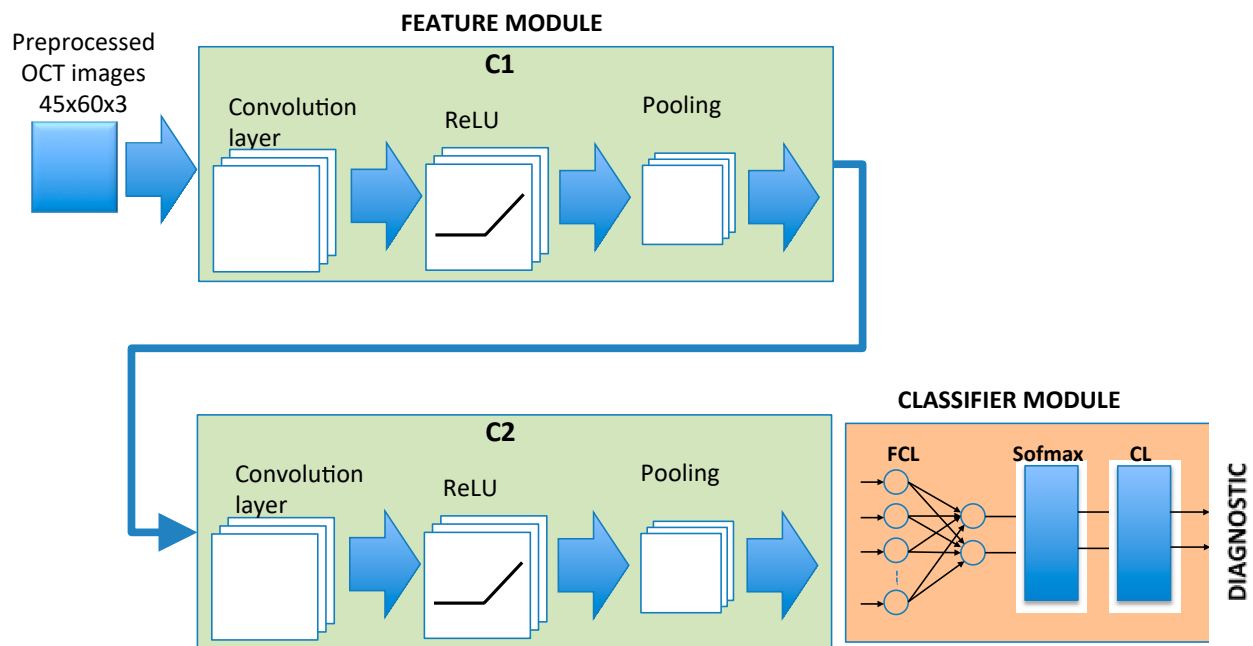 FEATURE MODULE
Preprocessed
OCT images
45x60x3
C1
Convolution
layer
ReLU
Pooling
C2
Convolution
layer
ReLU
Pooling
CLASSIFIER MODULE
FCL
Sofmax
CL
DIAGNOSTIC